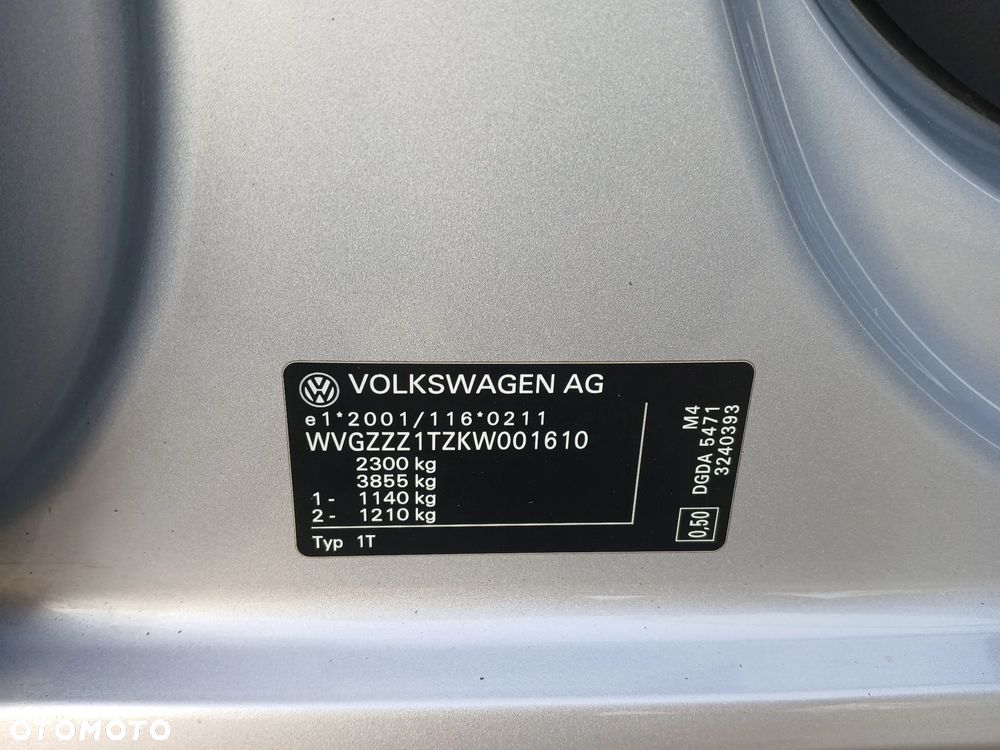 VOLKSWAGEN AG
e1*2001/116*0211
WVGZZZ1TZKW001610
2300 kg
3855 kg
1 - 1140 kg
2 - 1210 kg
Typ 1T
M4
0,50 DGDA 5471
3240393
OTOMOTO